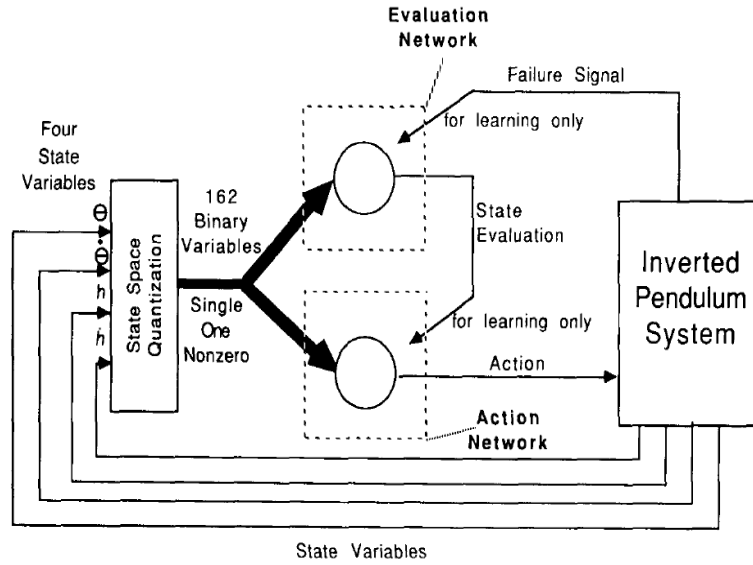 Evaluation
Network
Failure Signal
for learning only
Four
State
Variables
162
Binary
Variables
State
Evaluation
θ
θ̇
h
ḣ
State Space
Quantization
Single
One
Nonzero
Inverted
Pendulum
System
for learning only
Action
Action
Network
State Variables